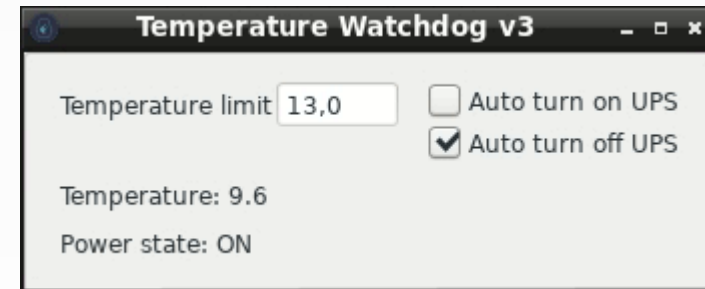 Temperature Watchdog v3
Temperature limit 13,0
Auto turn on UPS
Auto turn off UPS
Temperature: 9.6
Power state: ON